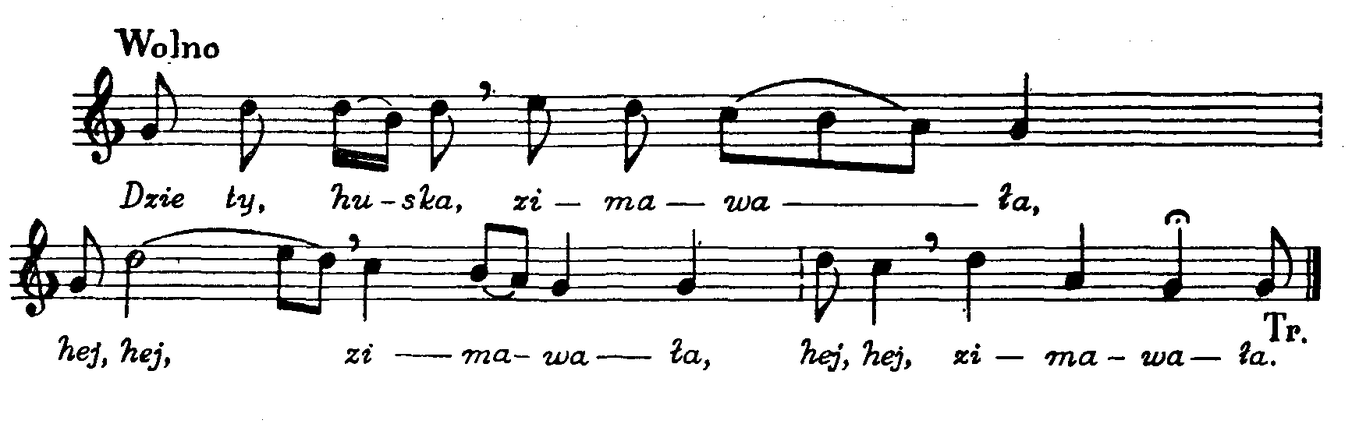 Wolno
Dzie ty, hu – ska, zi — ma — wa ——— ła,
hej, hej, zi — ma – wa — ła, hej, hej, zi — ma – wa — ła.
Tr.